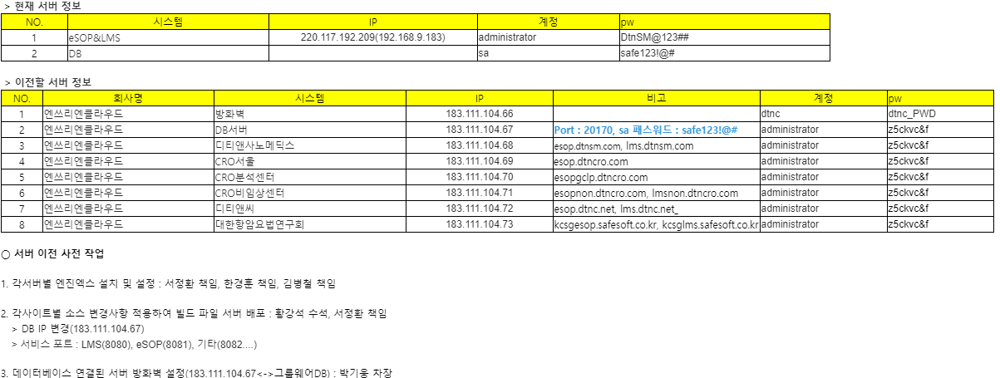 > 현재 서버 정보
NO. 시스템 IP 계정 pw
1 eSOP&LMS 220.117.192.209(192.168.9.183) administrator DtnSM@123##
2 DB sa safe123!@#
> 이전할 서버 정보
NO. 회사명 시스템 IP 비고 계정 pw
1 엔쓰리엔클라우드 방화벽 183.111.104.66 dtnc dtnc_PWD
2 엔쓰리엔클라우드 DB서버 183.111.104.67 Port : 20170, sa 패스워드 : safe123!@# administrator z5ckvc&f
3 엔쓰리엔클라우드 디티앤사노메딕스 183.111.104.68 esop.dtnsm.com, lms.dtnsm.com administrator z5ckvc&f
4 엔쓰리엔클라우드 CRO서울 183.111.104.69 esop.dtncro.com administrator z5ckvc&f
5 엔쓰리엔클라우드 CRO분석센터 183.111.104.70 esopgclp.dtncro.com administrator z5ckvc&f
6 엔쓰리엔클라우드 CRO비임상센터 183.111.104.71 esopnon.dtncro.com, lmsnon.dtncro.com administrator z5ckvc&f
7 엔쓰리엔클라우드 디티앤씨 183.111.104.72 esop.dtnc.net, lms.dtnc.net_ administrator z5ckvc&f
8 엔쓰리엔클라우드 대한항암요법연구회 183.111.104.73 kcsgesop.safesoft.co.kr, kcsglms.safesoft.co.kr administrator z5ckvc&f
○ 서버 이전 사전 작업
1. 각서버별 엔진엑스 설치 및 설정 : 서정환 책임, 한경훈 책임, 김병철 책임
2. 각사이트별 소스 변경사항 적용하여 빌드 파일 서버 배포 : 황강석 수석, 서정환 책임
> DB IP 변경(183.111.104.67)
> 서비스 포트 : LMS(8080), eSOP(8081), 기타(8082....)
3. 데이터베이스 연결된 서버 방화벽 설정(183.111.104.67<->그룹웨어DB) : 박기웅 차장